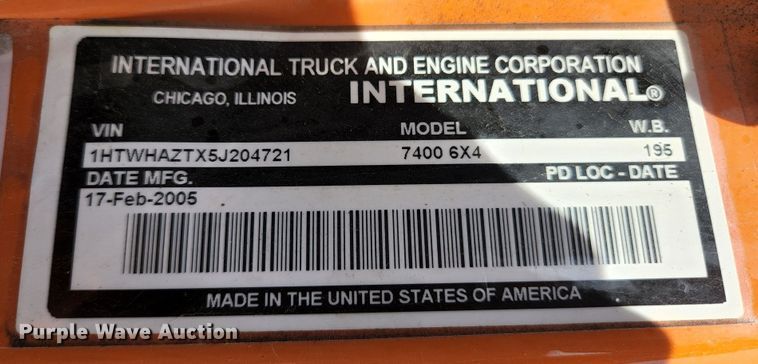 INTERNATIONAL TRUCK AND ENGINE CORPORATION
CHICAGO, ILLINOIS INTERNATIONAL®
VIN MODEL W.B.
1HTWHAZTX5J204721 7400 6X4 195
DATE MFG. PD LOC - DATE
17-Feb-2005
MADE IN THE UNITED STATES OF AMERICA
Purple Wave Auction